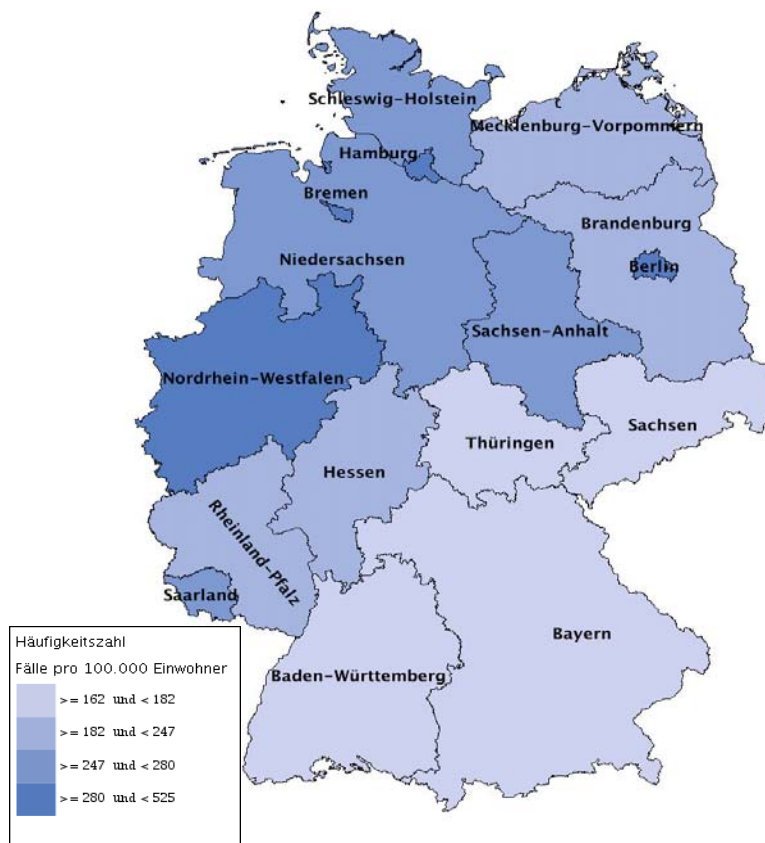 Schleswig-Holstein
Mecklenburg-Vorpommern
Hamburg
Bremen
Brandenburg
Niedersachsen
Berlin
Sachsen-Anhalt
Nordrhein-Westfalen
Sachsen
Thüringen
Hessen
Rheinland-Pfalz
Saarland
Bayern
Baden-Württemberg
Häufigkeitszahl
Fälle pro 100.000 Einwohner
>= 162 und < 182
>= 182 und < 247
>= 247 und < 280
>= 280 und < 525